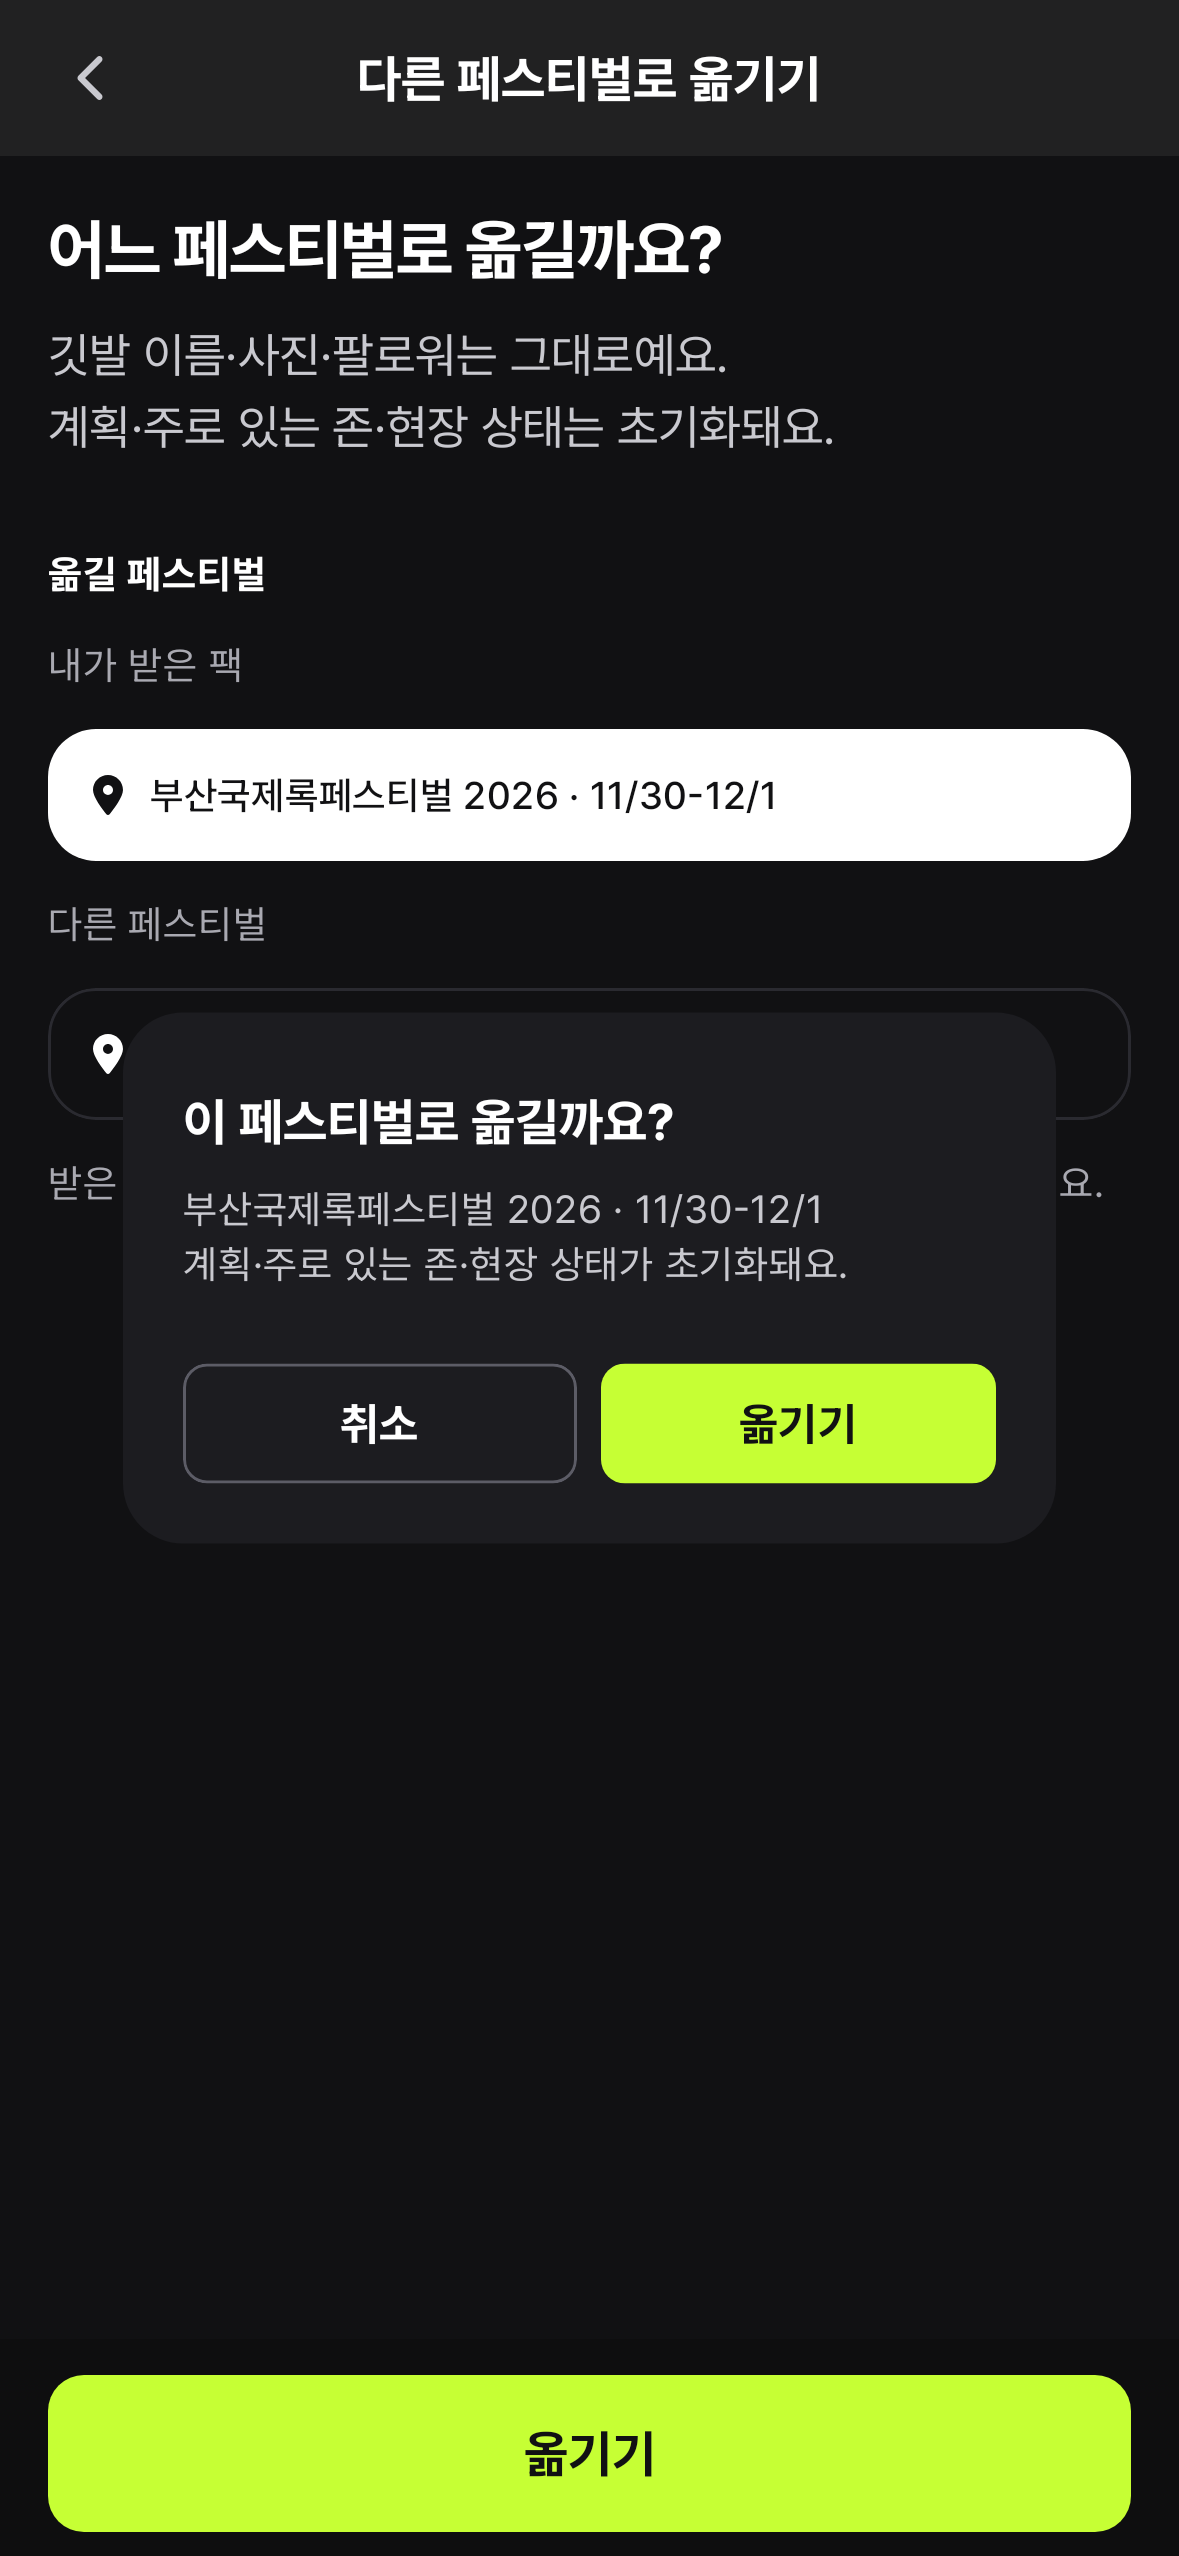 다른 페스티벌로 옮기기
어느 페스티벌로 옮길까요?
깃발 이름·사진·팔로워는 그대로예요.
계획·주로 있는 존·현장 상태는 초기화돼요.
옮길 페스티벌
내가 받은 팩
부산국제록페스티벌 2026 · 11/30-12/1
다른 페스티벌
받은
요.
이 페스티벌로 옮길까요?
부산국제록페스티벌 2026 · 11/30-12/1
계획·주로 있는 존·현장 상태가 초기화돼요.
취소
옮기기
옮기기